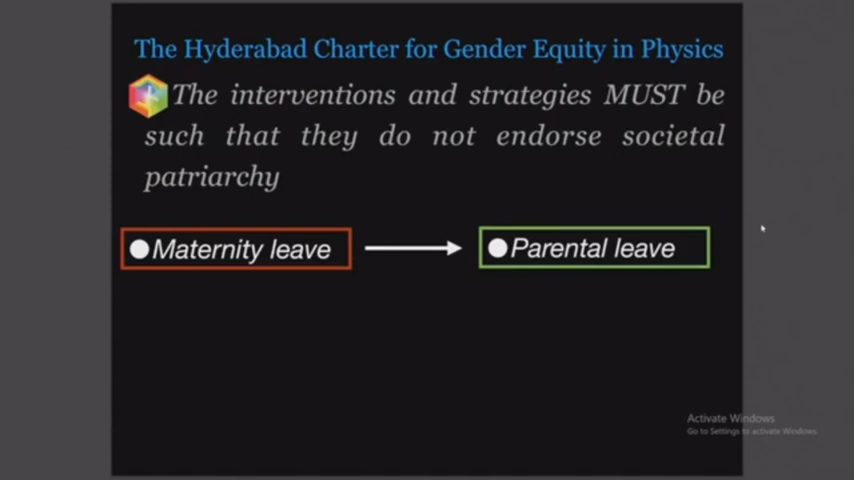 The Hyderabad Charter for Gender Equity in Physics
The interventions and strategies MUST be
such that they do not endorse societal
patriarchy
Maternity leave
Parental leave
Activate Windows
Go to Settings to activate Windows.